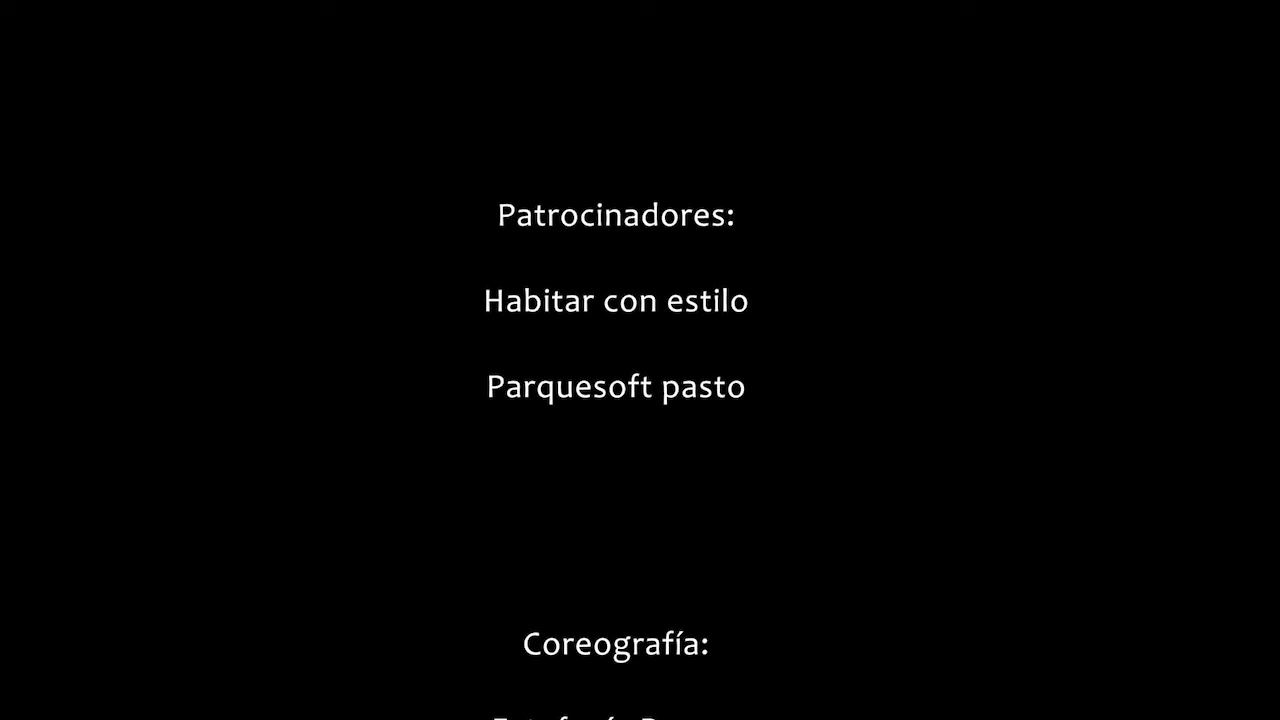 Patrocinadores:
Habitar con estilo
Parquesoft pasto
Coreografía: